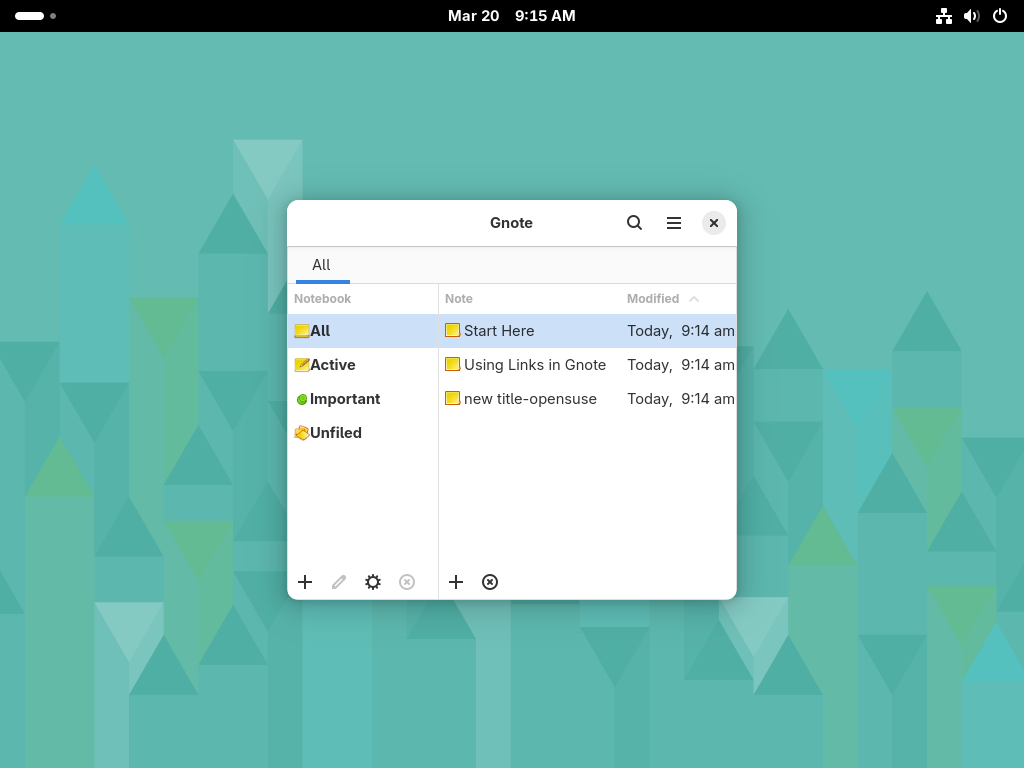 Mar 20 9:15 AM
Gnote
All
Notebook Note Modified
All Start Here Today, 9:14 am
Active Using Links in Gnote Today, 9:14 am
Important new title-opensuse Today, 9:14 am
Unfiled